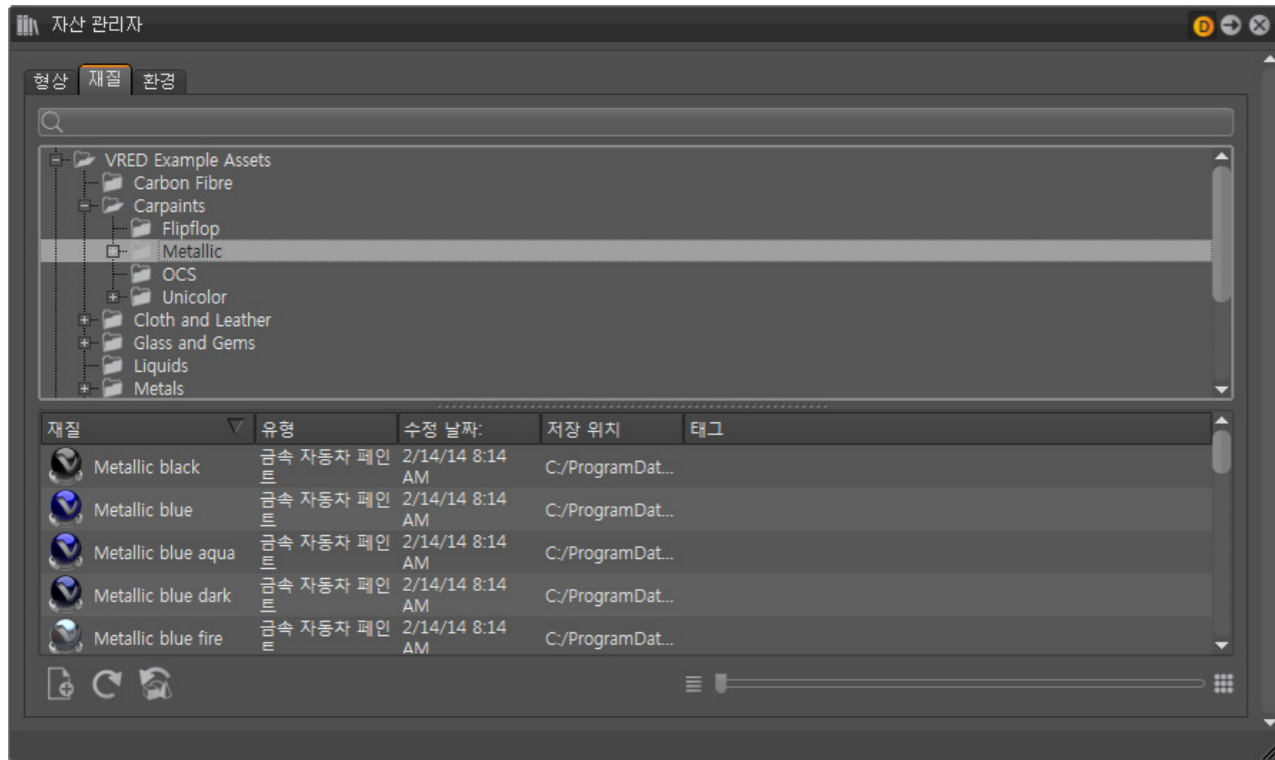 자산 관리자
D
형상 재질 환경
VRED Example Assets
Carbon Fibre
Carpaints
Flipflop
Metallic
OCS
Unicolor
Cloth and Leather
Glass and Gems
Liquids
Metals
재질 유형 수정 날짜: 저장 위치 태그
Metallic black 금속 자동차 페인트 2/14/14 8:14 AM C:/ProgramDat...
Metallic blue 금속 자동차 페인트 2/14/14 8:14 AM C:/ProgramDat...
Metallic blue aqua 금속 자동차 페인트 2/14/14 8:14 AM C:/ProgramDat...
Metallic blue dark 금속 자동차 페인트 2/14/14 8:14 AM C:/ProgramDat...
Metallic blue fire 금속 자동차 페인트 2/14/14 8:14 AM C:/ProgramDat...